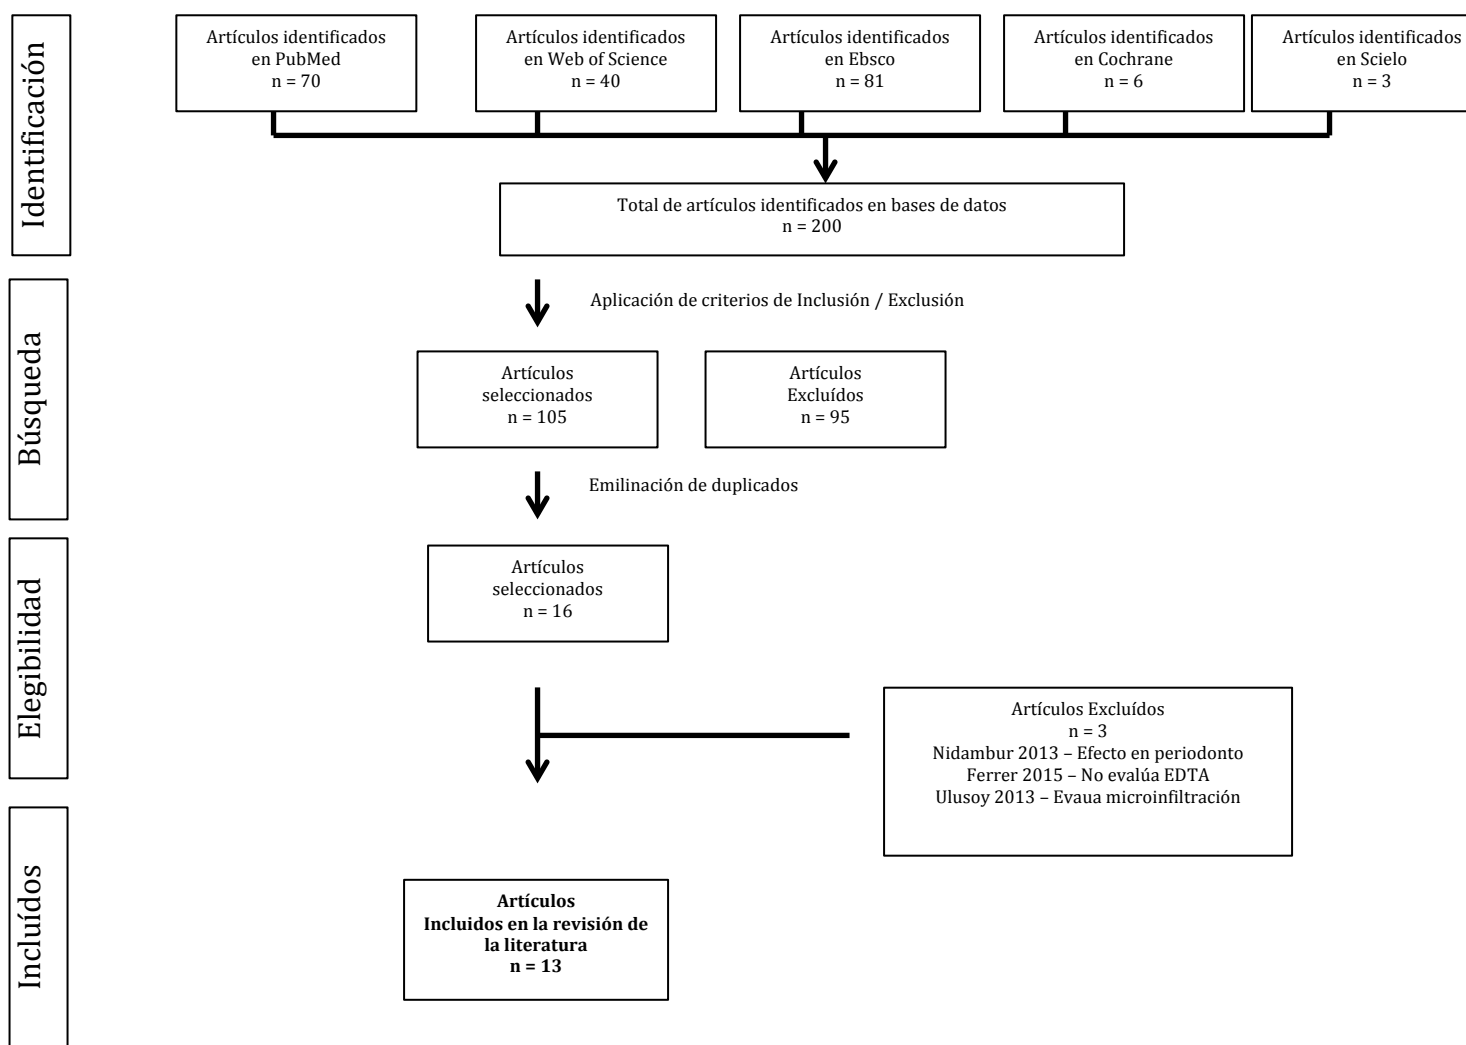 Identificación
Artículos identificados
en PubMed
n = 70
Artículos identificados
en Web of Science
n = 40
Artículos identificados
en Ebsco
n = 81
Artículos identificados
en Cochrane
n = 6
Artículos identificados
en Scielo
n = 3
Total de artículos identificados en bases de datos
n = 200
Búsqueda
Aplicación de criterios de Inclusión / Exclusión
Artículos
seleccionados
n = 105
Artículos
Excluídos
n = 95
Emilinación de duplicados
Elegibilidad
Artículos
seleccionados
n = 16
Artículos Excluídos
n = 3
Nidambur 2013 – Efecto en periodonto
Ferrer 2015 – No evalúa EDTA
Ulusoy 2013 – Evaua microinfiltración
Incluídos
Artículos
Incluidos en la revisión de
la literatura
n = 13